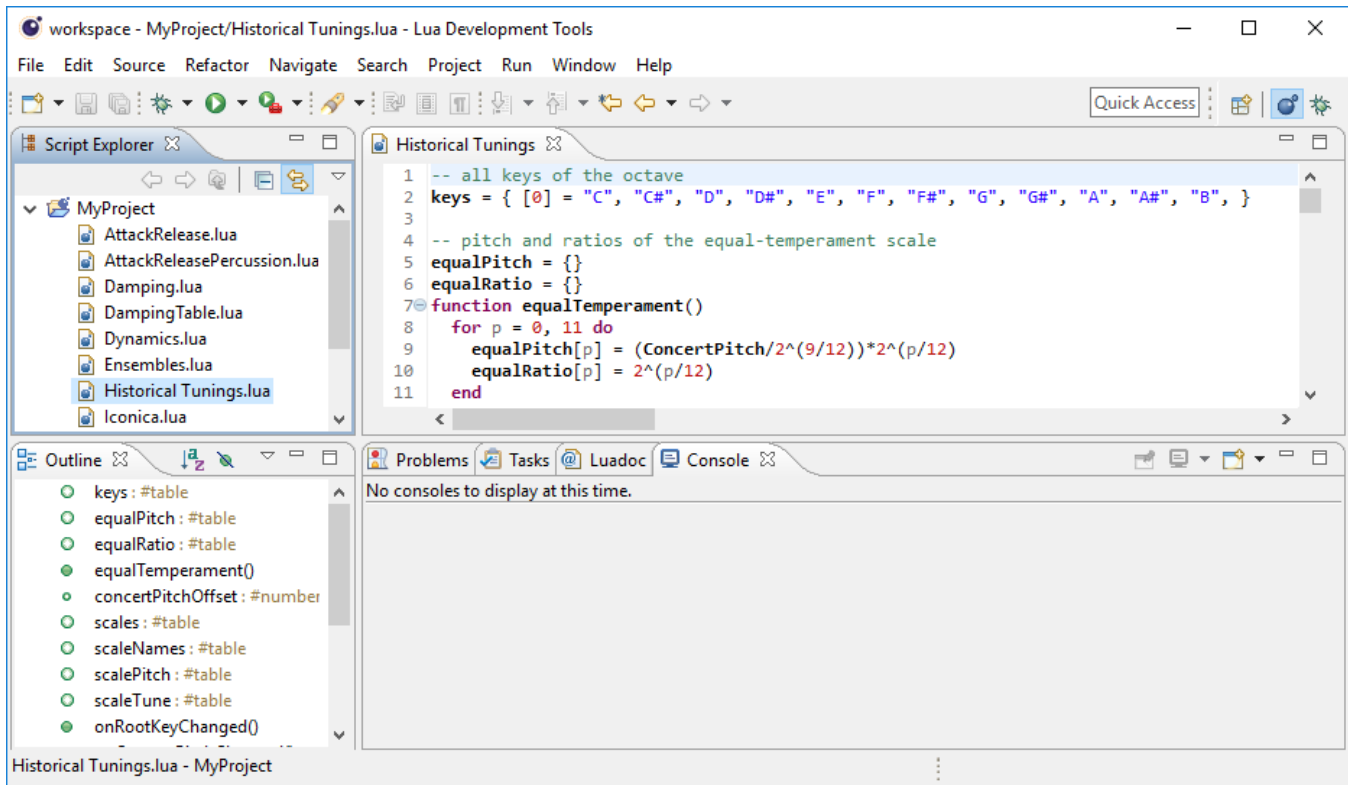 workspace - MyProject/Historical Tunings.lua - Lua Development Tools
File Edit Source Refactor Navigate Search Project Run Window Help
Quick Access
Script Explorer
MyProject
AttackRelease.lua
AttackReleasePercussion.lua
Damping.lua
DampingTable.lua
Dynamics.lua
Ensembles.lua
Historical Tunings.lua
Iconica.lua
Historical Tunings
1 -- all keys of the octave
2 keys = { [0] = "C", "C#", "D", "D#", "E", "F", "F#", "G", "G#", "A", "A#", "B", }
3
4 -- pitch and ratios of the equal-temperament scale
5 equalPitch = {}
6 equalRatio = {}
7 function equalTemperament()
8 for p = 0, 11 do
9 equalPitch[p] = (ConcertPitch/2^(9/12))*2^(p/12)
10 equalRatio[p] = 2^(p/12)
11 end
Outline
keys : #table
equalPitch : #table
equalRatio : #table
equalTemperament()
concertPitchOffset : #number
scales : #table
scaleNames : #table
scalePitch : #table
scaleTune : #table
onRootKeyChanged()
Problems Tasks Luadoc Console
No consoles to display at this time.
Historical Tunings.lua - MyProject